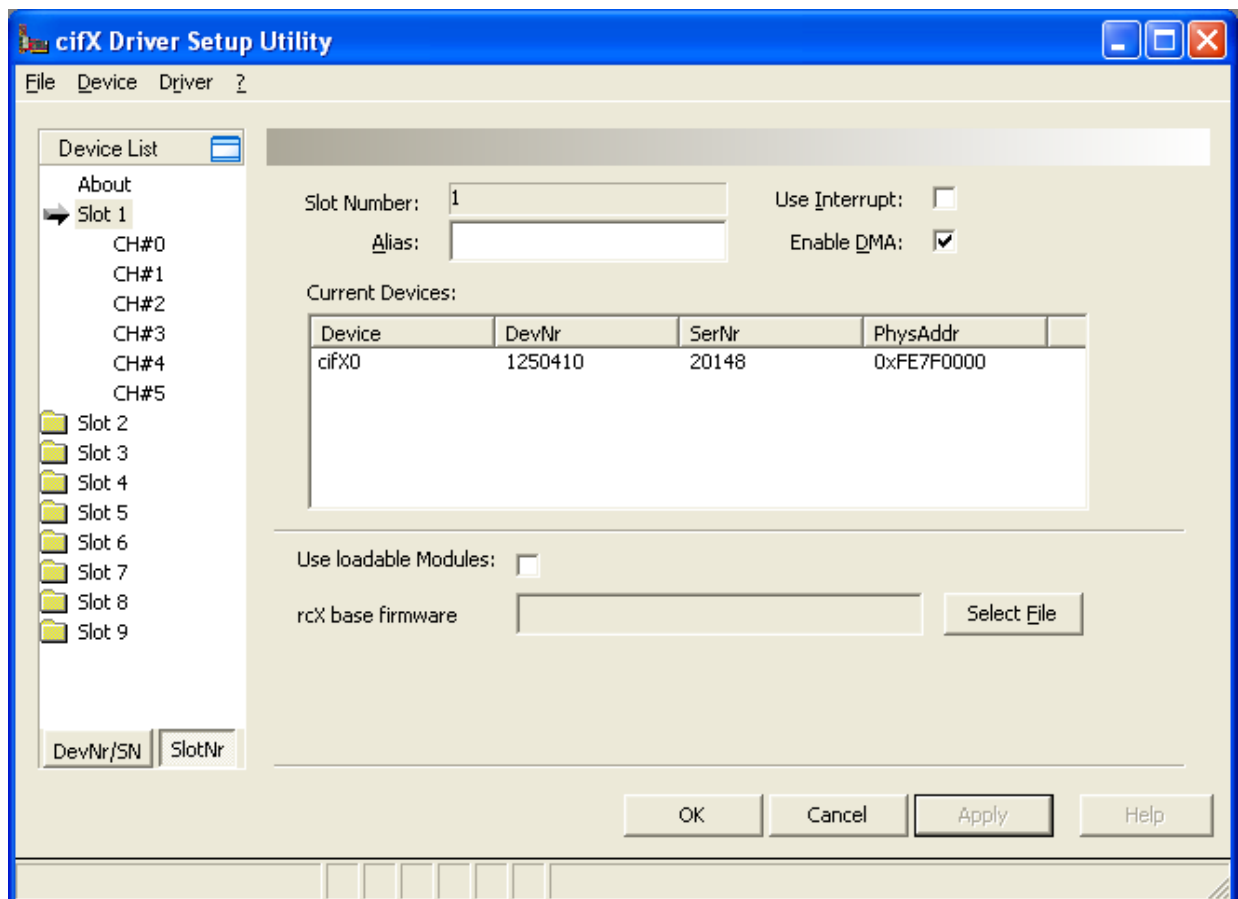 cifX Driver Setup Utility
File Device Driver ?
Device List
About
Slot 1
CH#0
CH#1
CH#2
CH#3
CH#4
CH#5
Slot 2
Slot 3
Slot 4
Slot 5
Slot 6
Slot 7
Slot 8
Slot 9
DevNr/SN SlotNr
Slot Number: 1 Use Interrupt:
Alias: Enable DMA:
Current Devices:
Device DevNr SerNr PhysAddr
cifX0 1250410 20148 0xFE7F0000
Use loadable Modules:
rcX base firmware Select File
OK Cancel Apply Help